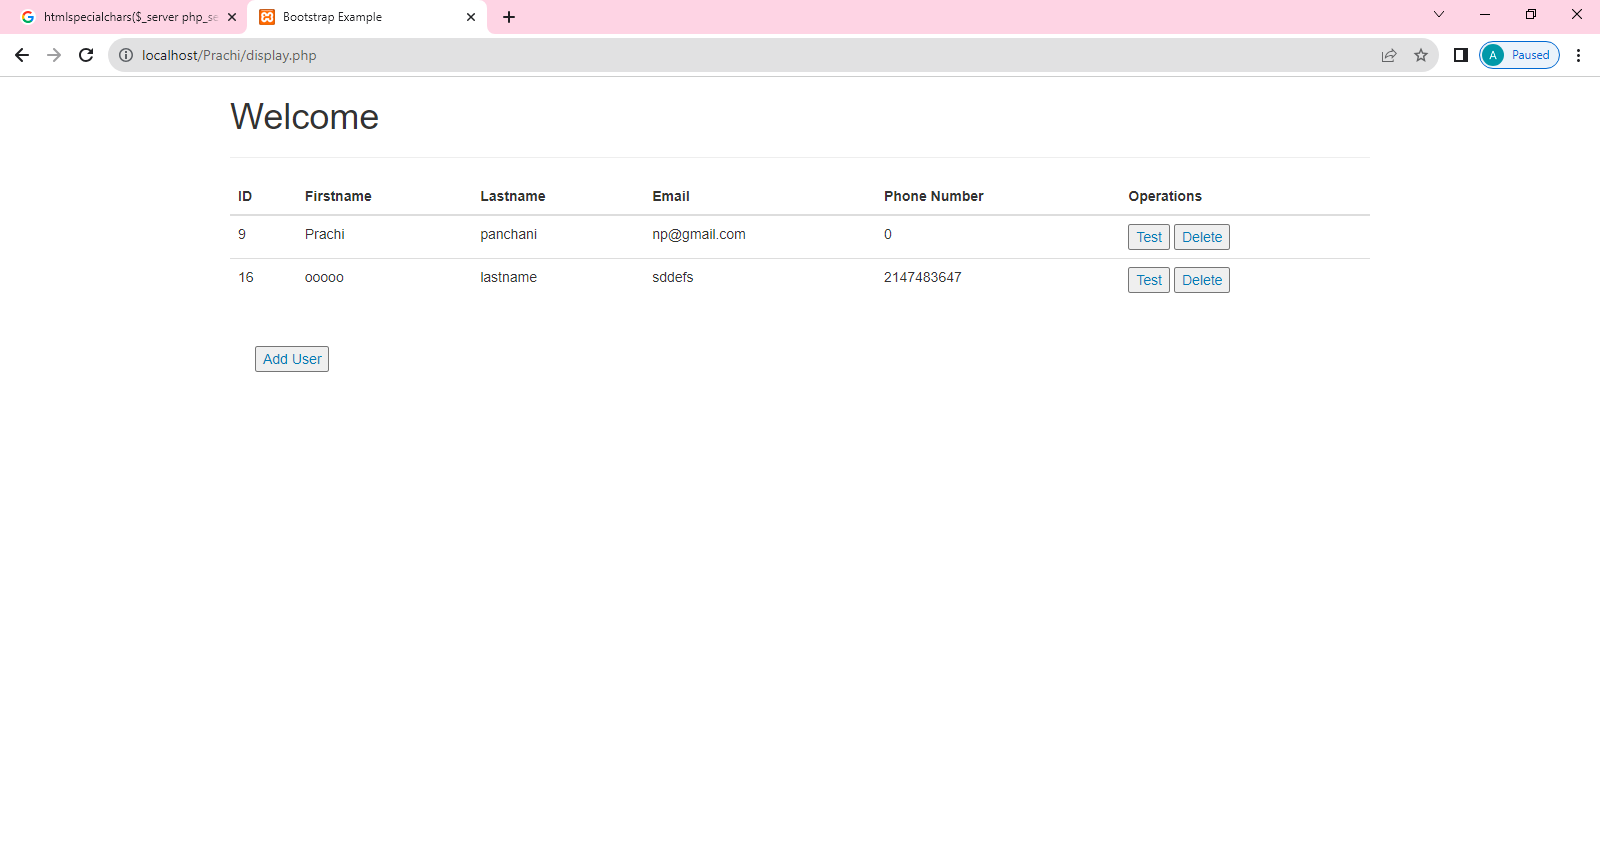 htmlspecialchars($_server php_se
Bootstrap Example
localhost/Prachi/display.php
A Paused
Welcome
ID Firstname Lastname Email Phone Number Operations
9 Prachi panchani np@gmail.com 0 Test Delete
16 ooooo lastname sddefs 2147483647 Test Delete
Add User